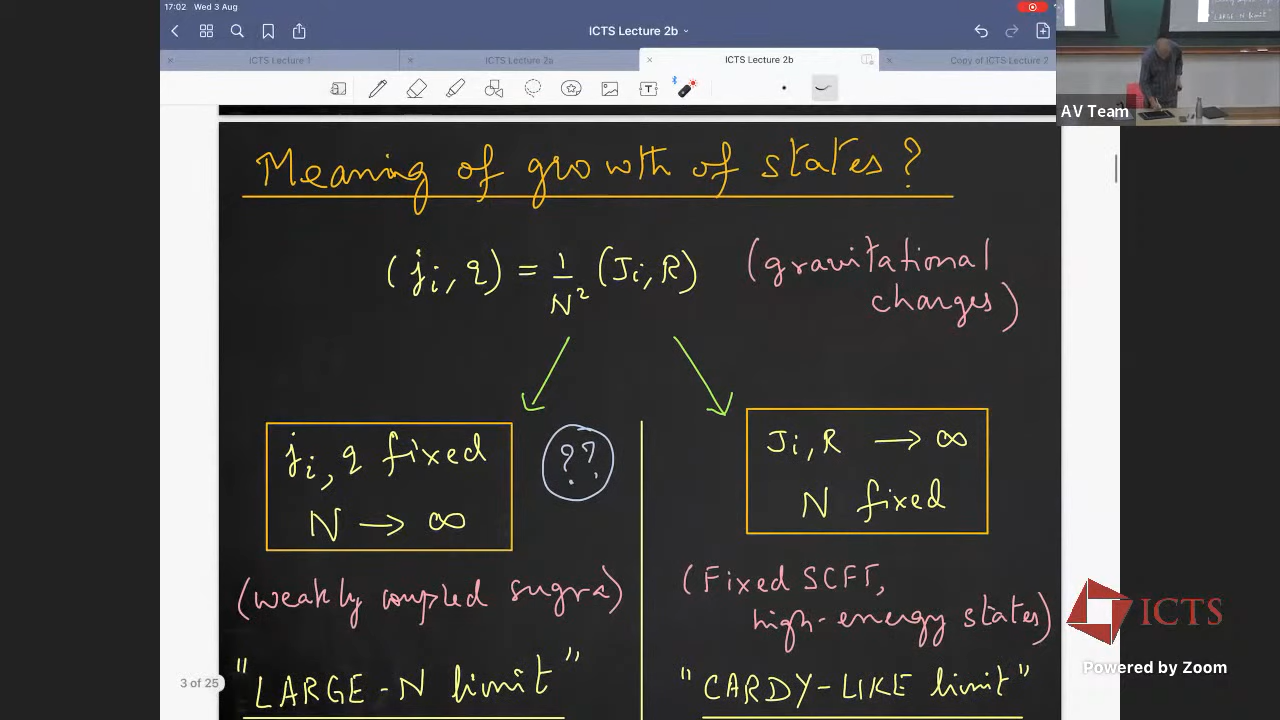 17:02 Wed 3 Aug
ICTS Lecture 2b
ICTS Lecture 1
ICTS Lecture 2a
ICTS Lecture 2b
Copy of ICTS Lecture 2
AV Team
Meaning of growth of states?
(ji, q) = 1/N² (Ji, R)
(gravitational charges)
ji, q fixed
N → ∞
??
Ji, R → ∞
N fixed
(weakly coupled sugra)
(Fixed SCFT,
high-energy states)
"LARGE-N limit"
"CARDY-LIKE limit"
3 of 25
ICTS
Powered by Zoom